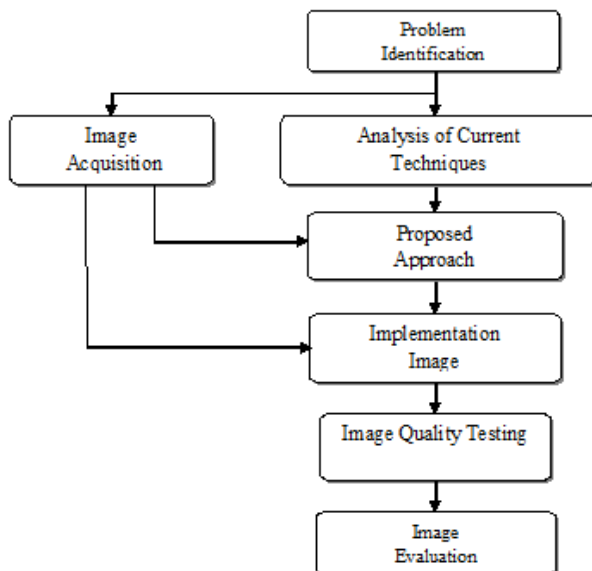 Problem
Identification
Image
Acquisition
Analysis of Current
Techniques
Proposed
Approach
Implementation
Image
Image Quality Testing
Image
Evaluation